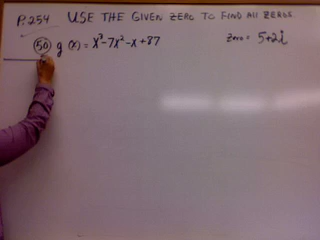 P.254 USE THE GIVEN ZERO TO FIND ALL ZEROS.
50 g(x) = x³-7x²-x+87 Zero = 5+2i